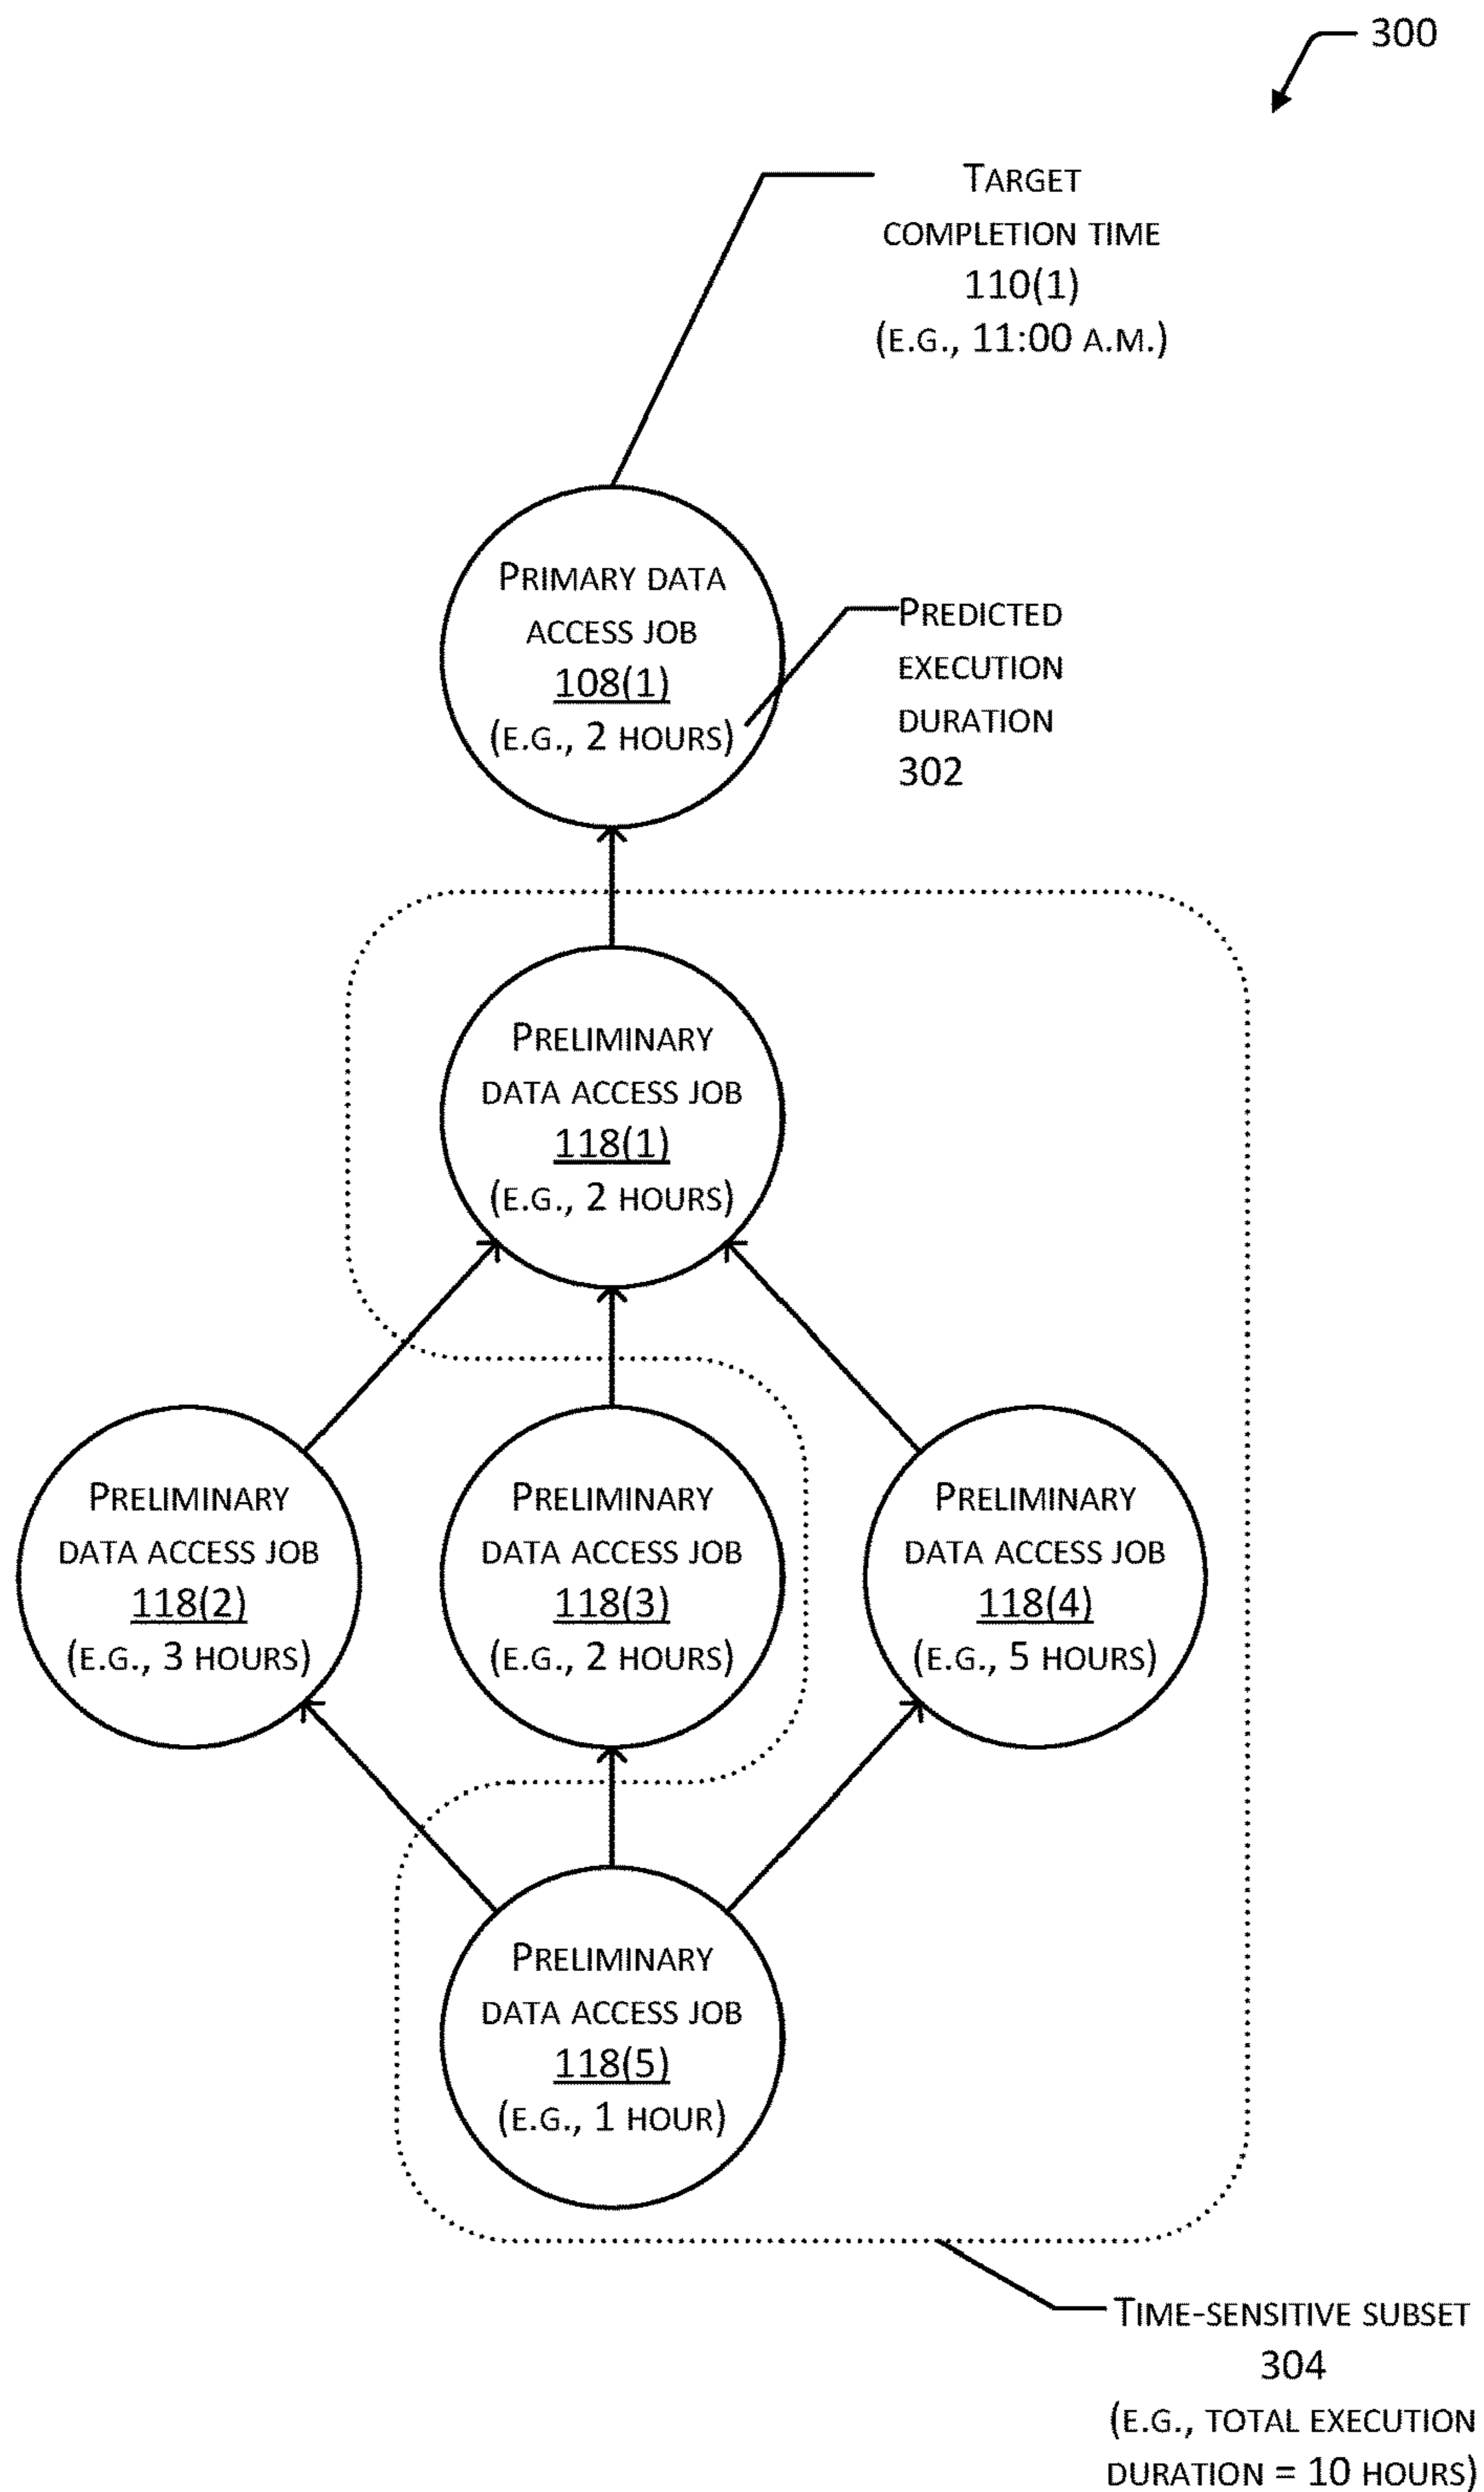 300
TARGET
COMPLETION TIME
110(1)
(E.G., 11:00 A.M.)
PRIMARY DATA
ACCESS JOB
108(1)
(E.G., 2 HOURS)
PREDICTED
EXECUTION
DURATION
302
PRELIMINARY
DATA ACCESS JOB
118(1)
(E.G., 2 HOURS)
PRELIMINARY
DATA ACCESS JOB
118(2)
(E.G., 3 HOURS)
PRELIMINARY
DATA ACCESS JOB
118(3)
(E.G., 2 HOURS)
PRELIMINARY
DATA ACCESS JOB
118(4)
(E.G., 5 HOURS)
PRELIMINARY
DATA ACCESS JOB
118(5)
(E.G., 1 HOUR)
TIME-SENSITIVE SUBSET
304
(E.G., TOTAL EXECUTION
DURATION = 10 HOURS)